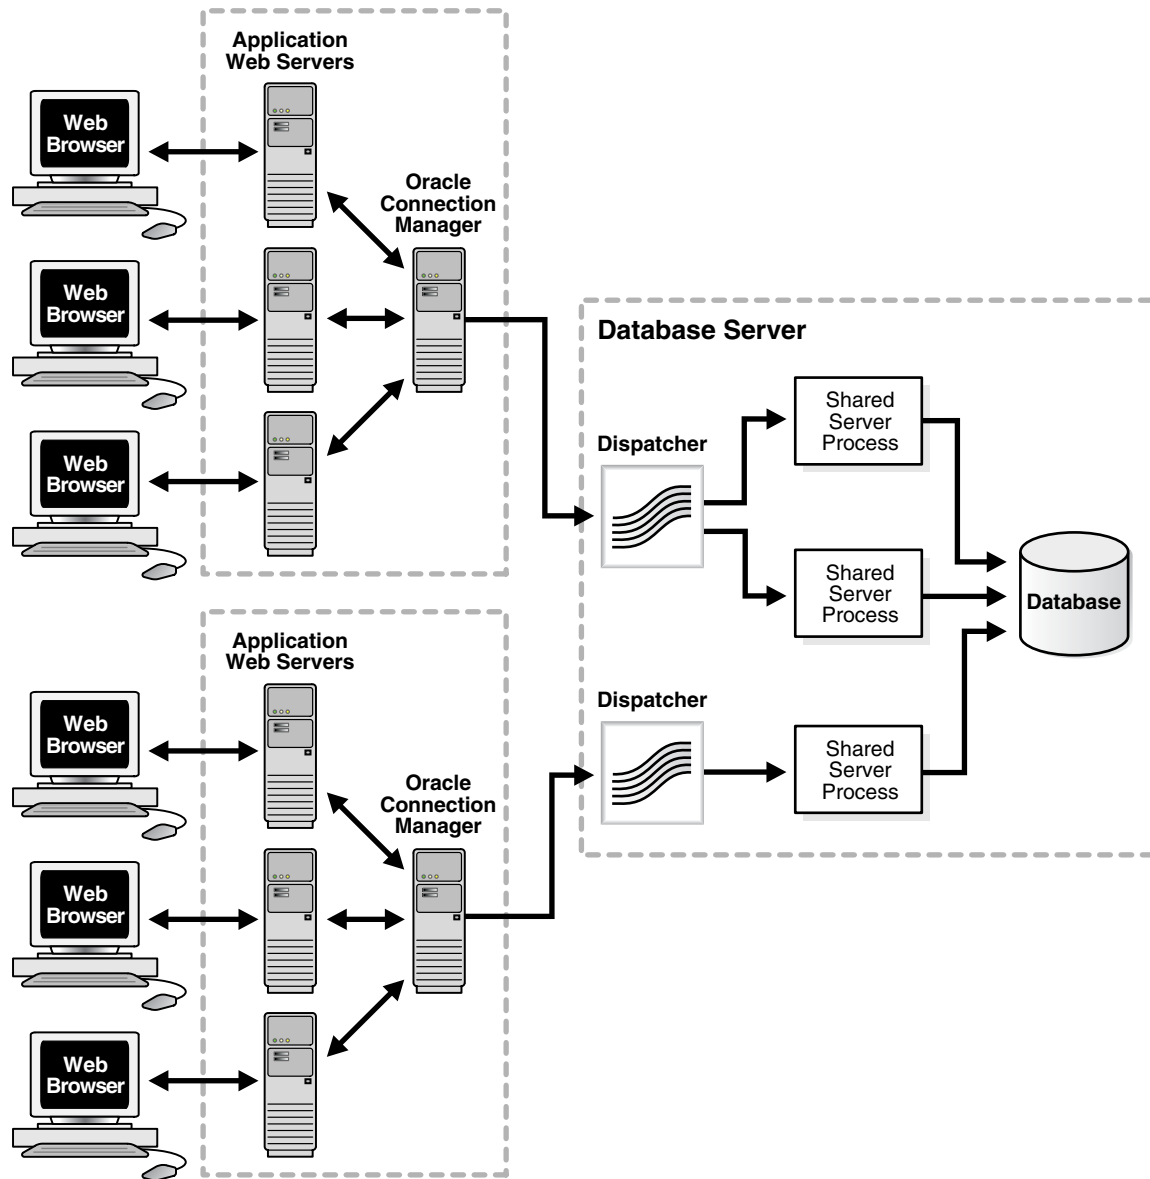 Application
Web Servers
Web
Browser
Oracle
Connection
Manager
Web
Browser
Web
Browser
Database Server
Shared
Server
Process
Dispatcher
Shared
Server
Process
Database
Application
Web Servers
Dispatcher
Web
Browser
Shared
Server
Process
Oracle
Connection
Manager
Web
Browser
Web
Browser